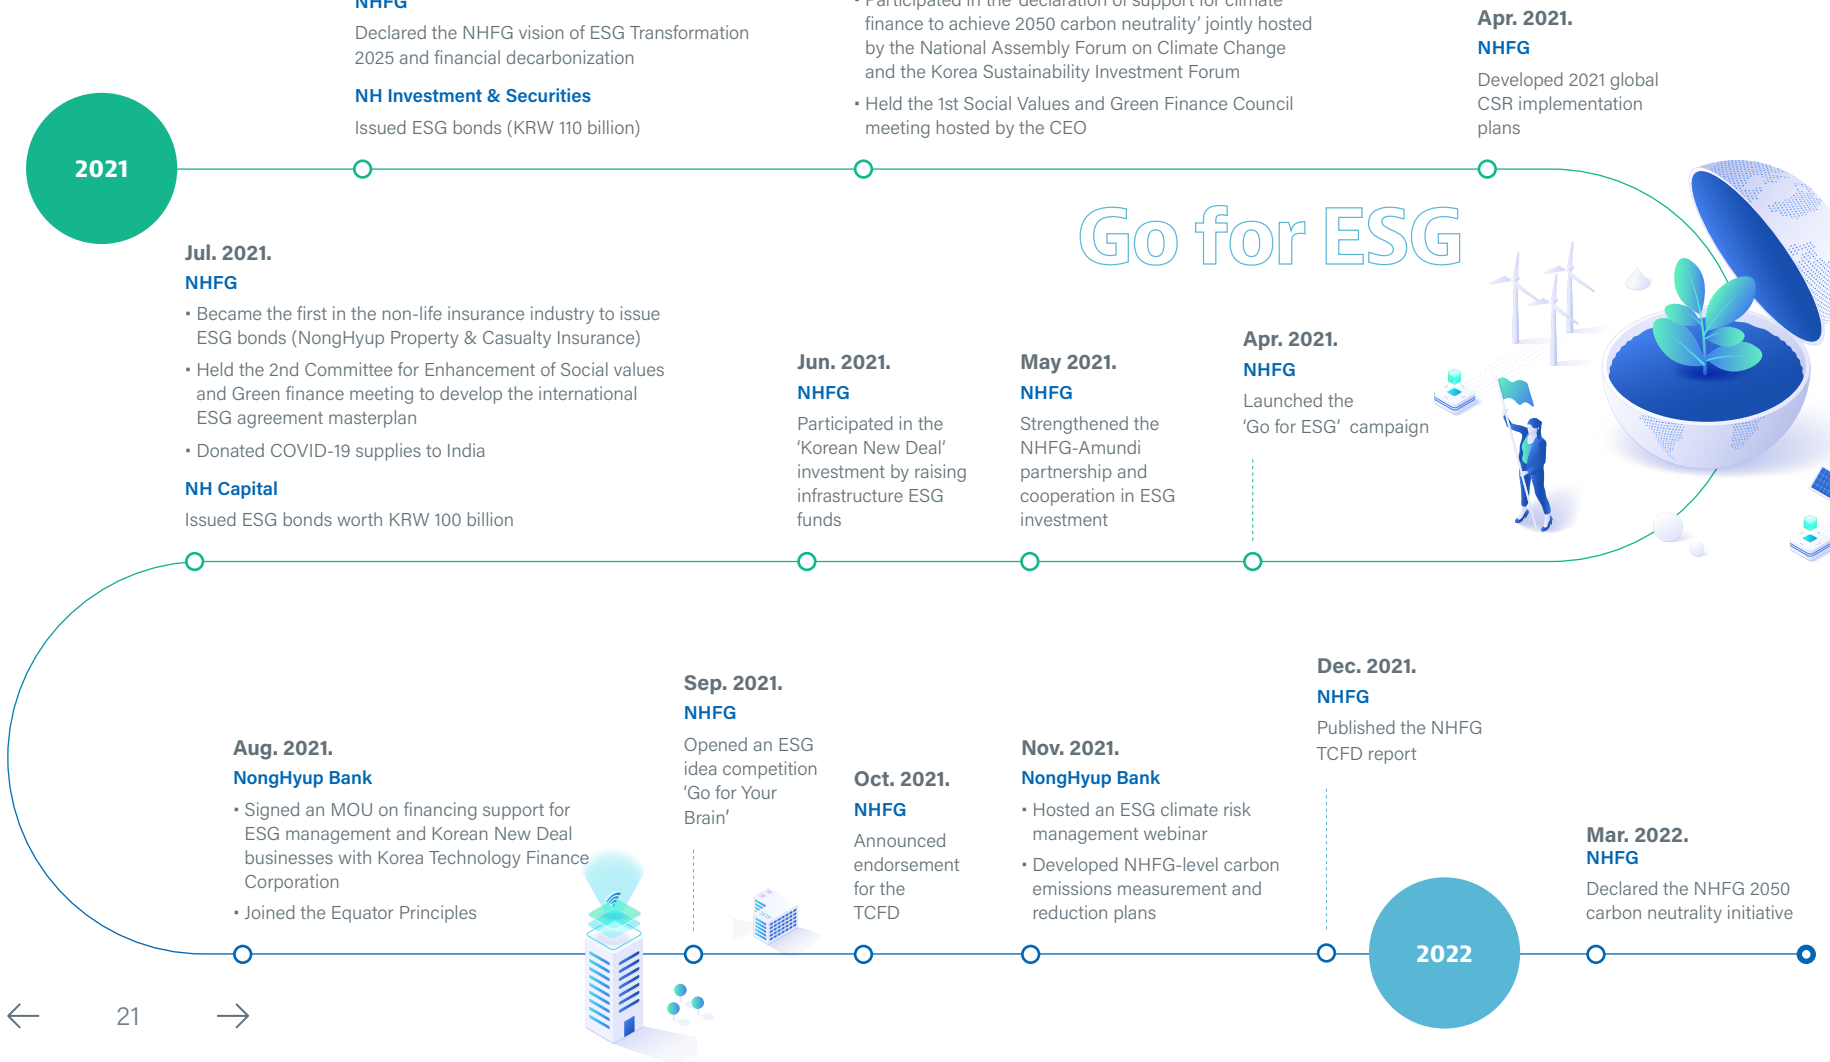 NHFG
Declared the NHFG vision of ESG Transformation
2025 and financial decarbonization
NH Investment & Securities
Issued ESG bonds (KRW 110 billion)
• Participated in the 'declaration of support for climate
finance to achieve 2050 carbon neutrality' jointly hosted
by the National Assembly Forum on Climate Change
and the Korea Sustainability Investment Forum
• Held the 1st Social Values and Green Finance Council
meeting hosted by the CEO
Apr. 2021.
NHFG
Developed 2021 global
CSR implementation
plans
2021
Go for ESG
Apr. 2021.
NHFG
Launched the
'Go for ESG' campaign
May 2021.
NHFG
Strengthened the
NHFG-Amundi
partnership and
cooperation in ESG
investment
Jun. 2021.
NHFG
Participated in the
'Korean New Deal'
investment by raising
infrastructure ESG
funds
Jul. 2021.
NHFG
• Became the first in the non-life insurance industry to issue
ESG bonds (NongHyup Property & Casualty Insurance)
• Held the 2nd Committee for Enhancement of Social values
and Green finance meeting to develop the international
ESG agreement masterplan
• Donated COVID-19 supplies to India
NH Capital
Issued ESG bonds worth KRW 100 billion
Aug. 2021.
NongHyup Bank
• Signed an MOU on financing support for
ESG management and Korean New Deal
businesses with Korea Technology Finance
Corporation
• Joined the Equator Principles
Sep. 2021.
NHFG
Opened an ESG
idea competition
'Go for Your
Brain'
Oct. 2021.
NHFG
Announced
endorsement
for the
TCFD
Nov. 2021.
NongHyup Bank
• Hosted an ESG climate risk
management webinar
• Developed NHFG-level carbon
emissions measurement and
reduction plans
Dec. 2021.
NHFG
Published the NHFG
TCFD report
2022
Mar. 2022.
NHFG
Declared the NHFG 2050
carbon neutrality initiative
21